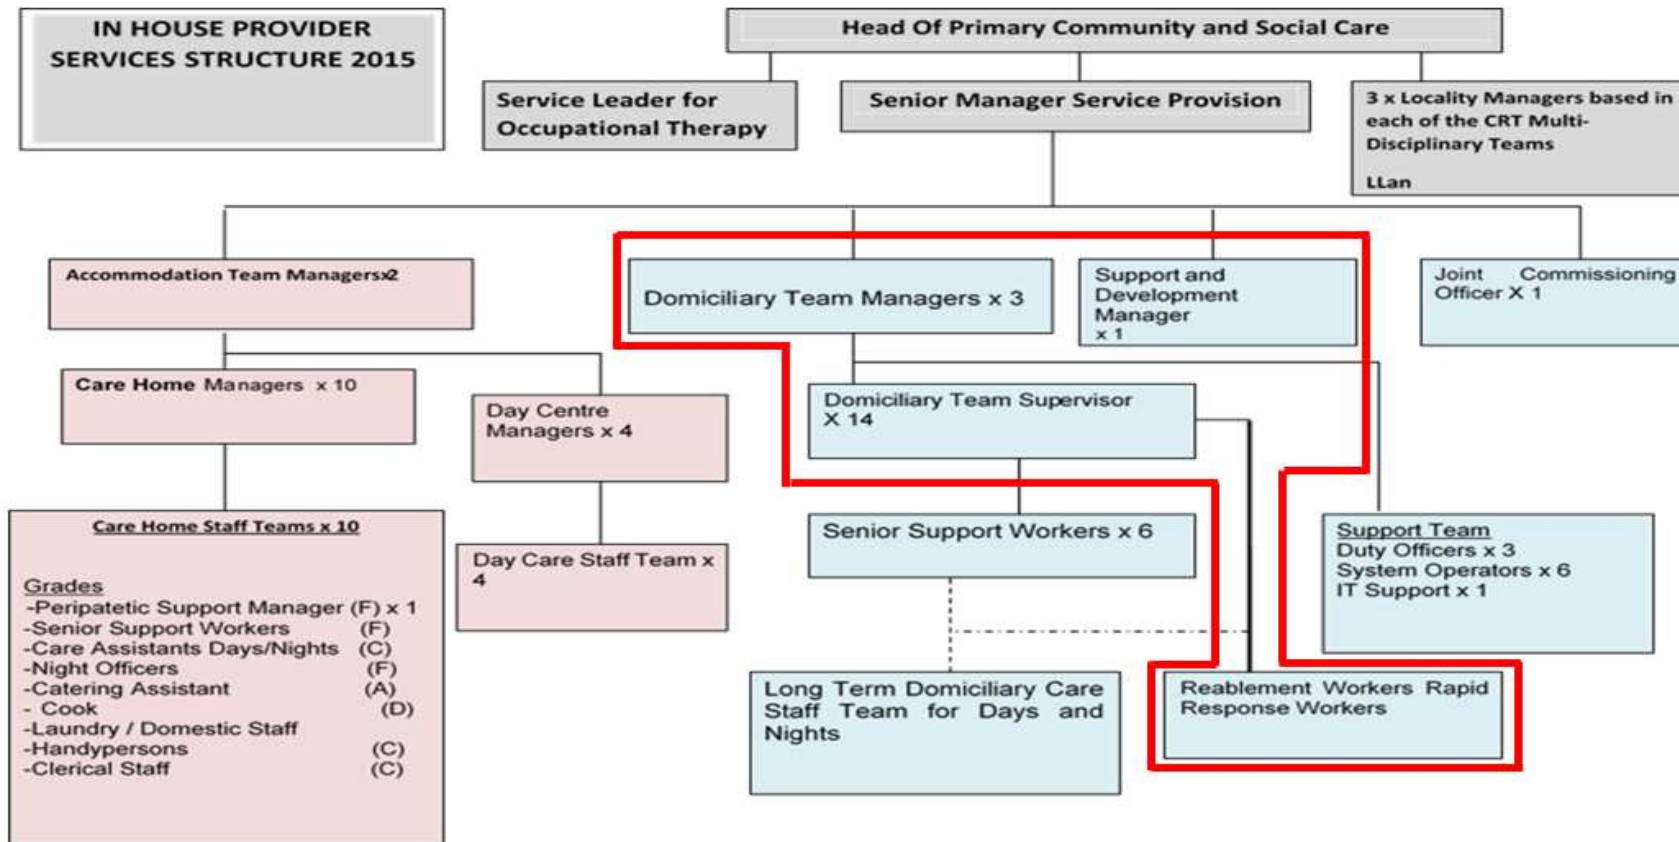 IN HOUSE PROVIDER
SERVICES STRUCTURE 2015
Head Of Primary Community and Social Care
Service Leader for
Occupational Therapy
Senior Manager Service Provision
3 x Locality Managers based in
each of the CRT Multi-
Disciplinary Teams
LLan
Accommodation Team Managersx2
Domiciliary Team Managers x 3
Support and
Development
Manager
x 1
Joint Commissioning
Officer X 1
Care Home Managers x 10
Day Centre
Managers x 4
Domiciliary Team Supervisor
X 14
Care Home Staff Teams x 10
Grades
-Peripatetic Support Manager (F) x 1
-Senior Support Workers (F)
-Care Assistants Days/Nights (C)
-Night Officers (F)
-Catering Assistant (A)
- Cook (D)
-Laundry / Domestic Staff
-Handypersons (C)
-Clerical Staff (C)
Day Care Staff Team x
4
Senior Support Workers x 6
Support Team
Duty Officers x 3
System Operators x 6
IT Support x 1
Long Term Domiciliary Care
Staff Team for Days and
Nights
Reablement Workers Rapid
Response Workers